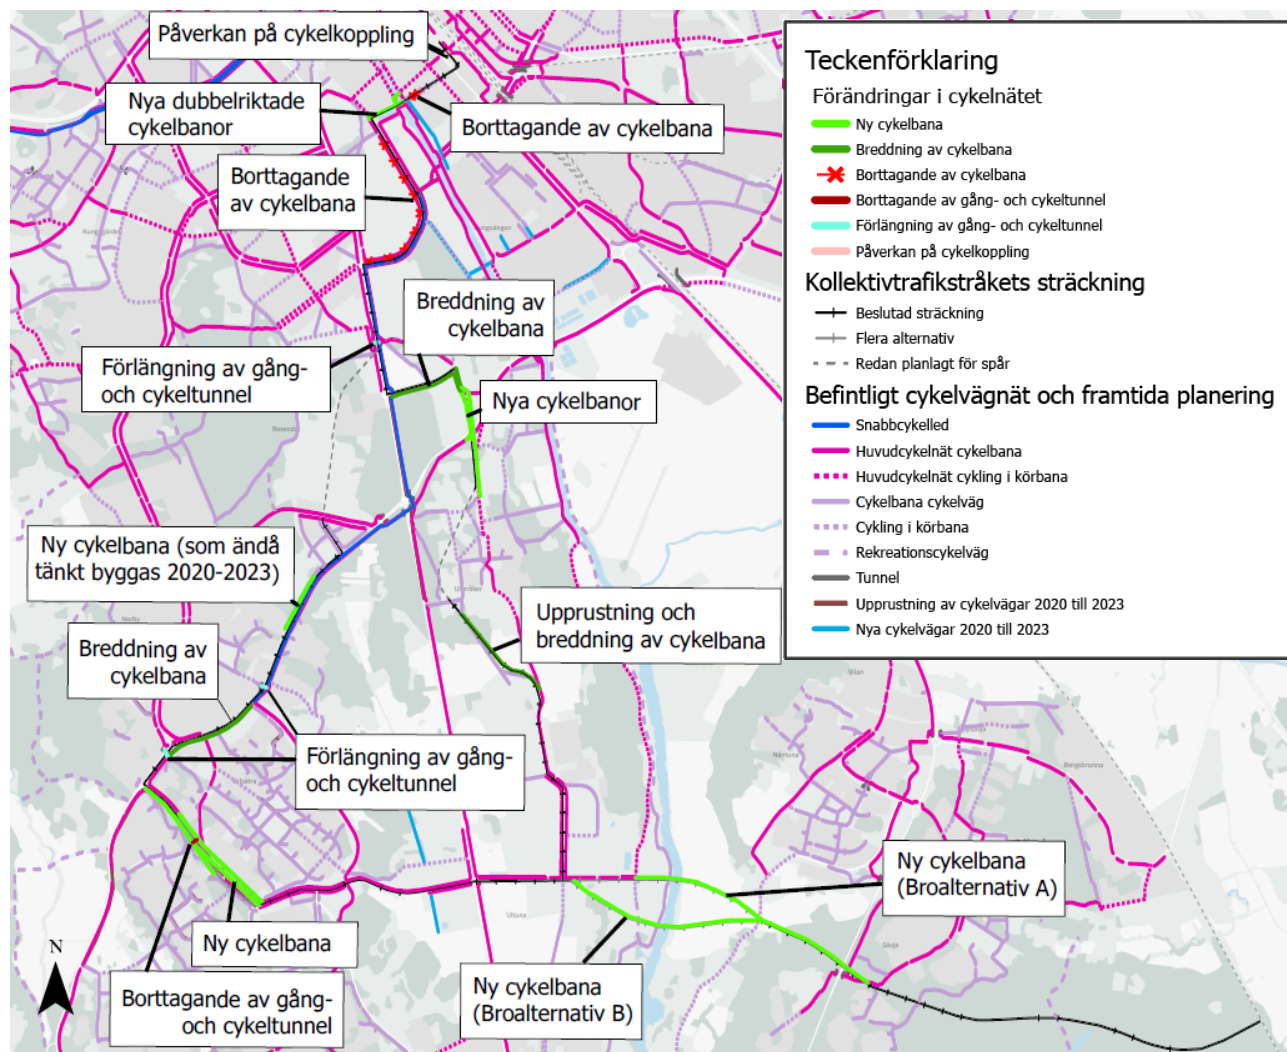 Påverkan på cykelkoppling
Nya dubbelriktade
cykelbanor
Borttagande av cykelbana
Borttagande
av cykelbana
Breddning av
cykelbana
Förlängning av gång-
och cykeltunnel
Nya cykelbanor
Ny cykelbana (som ändå
tänkt byggas 2020-2023)
Upprustning och
breddning av cykelbana
Breddning av
cykelbana
Förlängning av gång-
och cykeltunnel
Ny cykelbana
(Broalternativ A)
Ny cykelbana
Ny cykelbana
(Broalternativ B)
Borttagande av gång-
och cykeltunnel
N
Teckenförklaring
Förändringar i cykelnätet
Ny cykelbana
Breddning av cykelbana
Borttagande av cykelbana
Borttagande av gång- och cykeltunnel
Förlängning av gång- och cykeltunnel
Påverkan på cykelkoppling
Kollektivtrafikstråkets sträckning
Beslutad sträckning
Flera alternativ
Redan planlagt för spår
Befintligt cykelvägnät och framtida planering
Snabbcykelled
Huvudcykelnät cykelbana
Huvudcykelnät cykling i körbana
Cykelbana cykelväg
Cykling i körbana
Rekreationscykelväg
Tunnel
Upprustning av cykelvägar 2020 till 2023
Nya cykelvägar 2020 till 2023
Vilan
Nåntuna
Bergsbrunna
Sävja
Ultuna